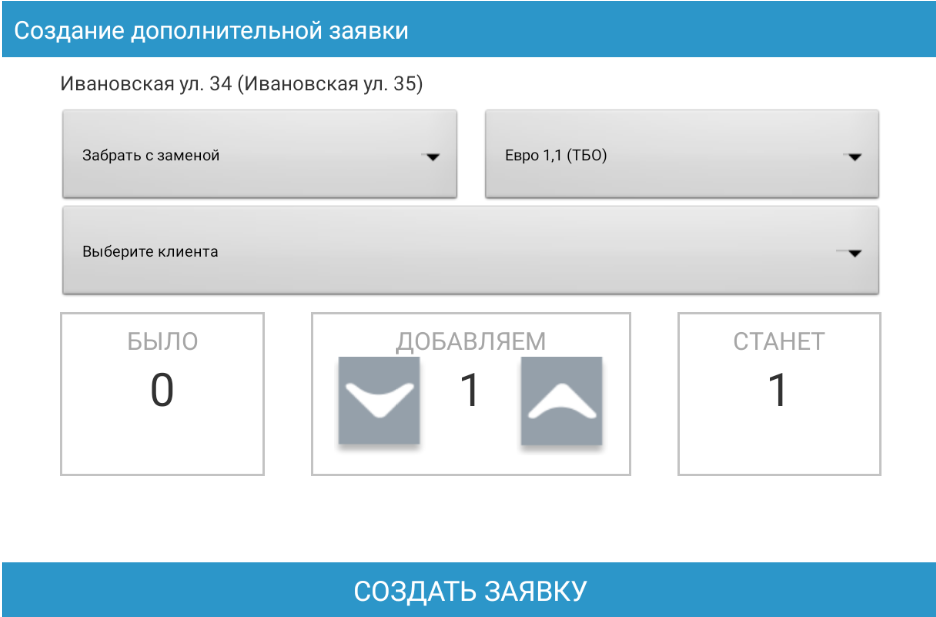 Создание дополнительной заявки
Ивановская ул. 34 (Ивановская ул. 35)
Забрать с заменой
Евро 1,1 (ТБО)
Выберите клиента
БЫЛО
0
ДОБАВЛЯЕМ
1
СТАНЕТ
1
СОЗДАТЬ ЗАЯВКУ